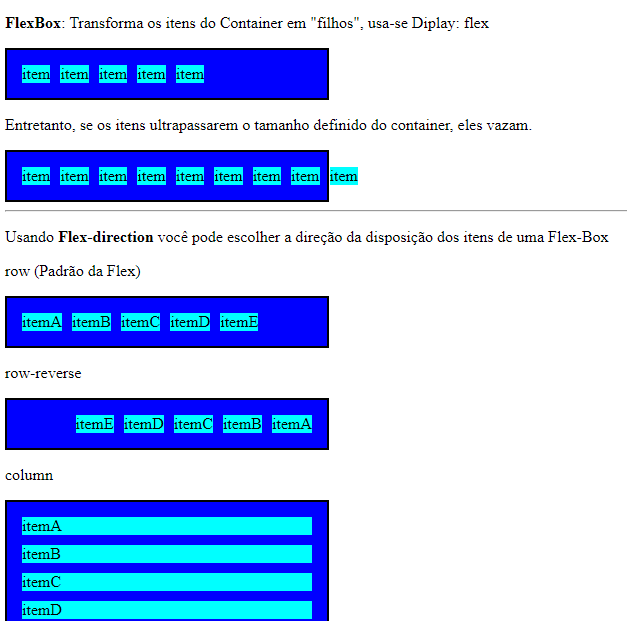 FlexBox: Transforma os itens do Container em "filhos", usa-se Diplay: flex
item item item item item
Entretanto, se os itens ultrapassarem o tamanho definido do container, eles vazam.
item item item item item item item item item
Usando Flex-direction você pode escolher a direção da disposição dos itens de uma Flex-Box
row (Padrão da Flex)
itemA itemB itemC itemD itemE
row-reverse
itemE itemD itemC itemB itemA
column
itemA
itemB
itemC
itemD